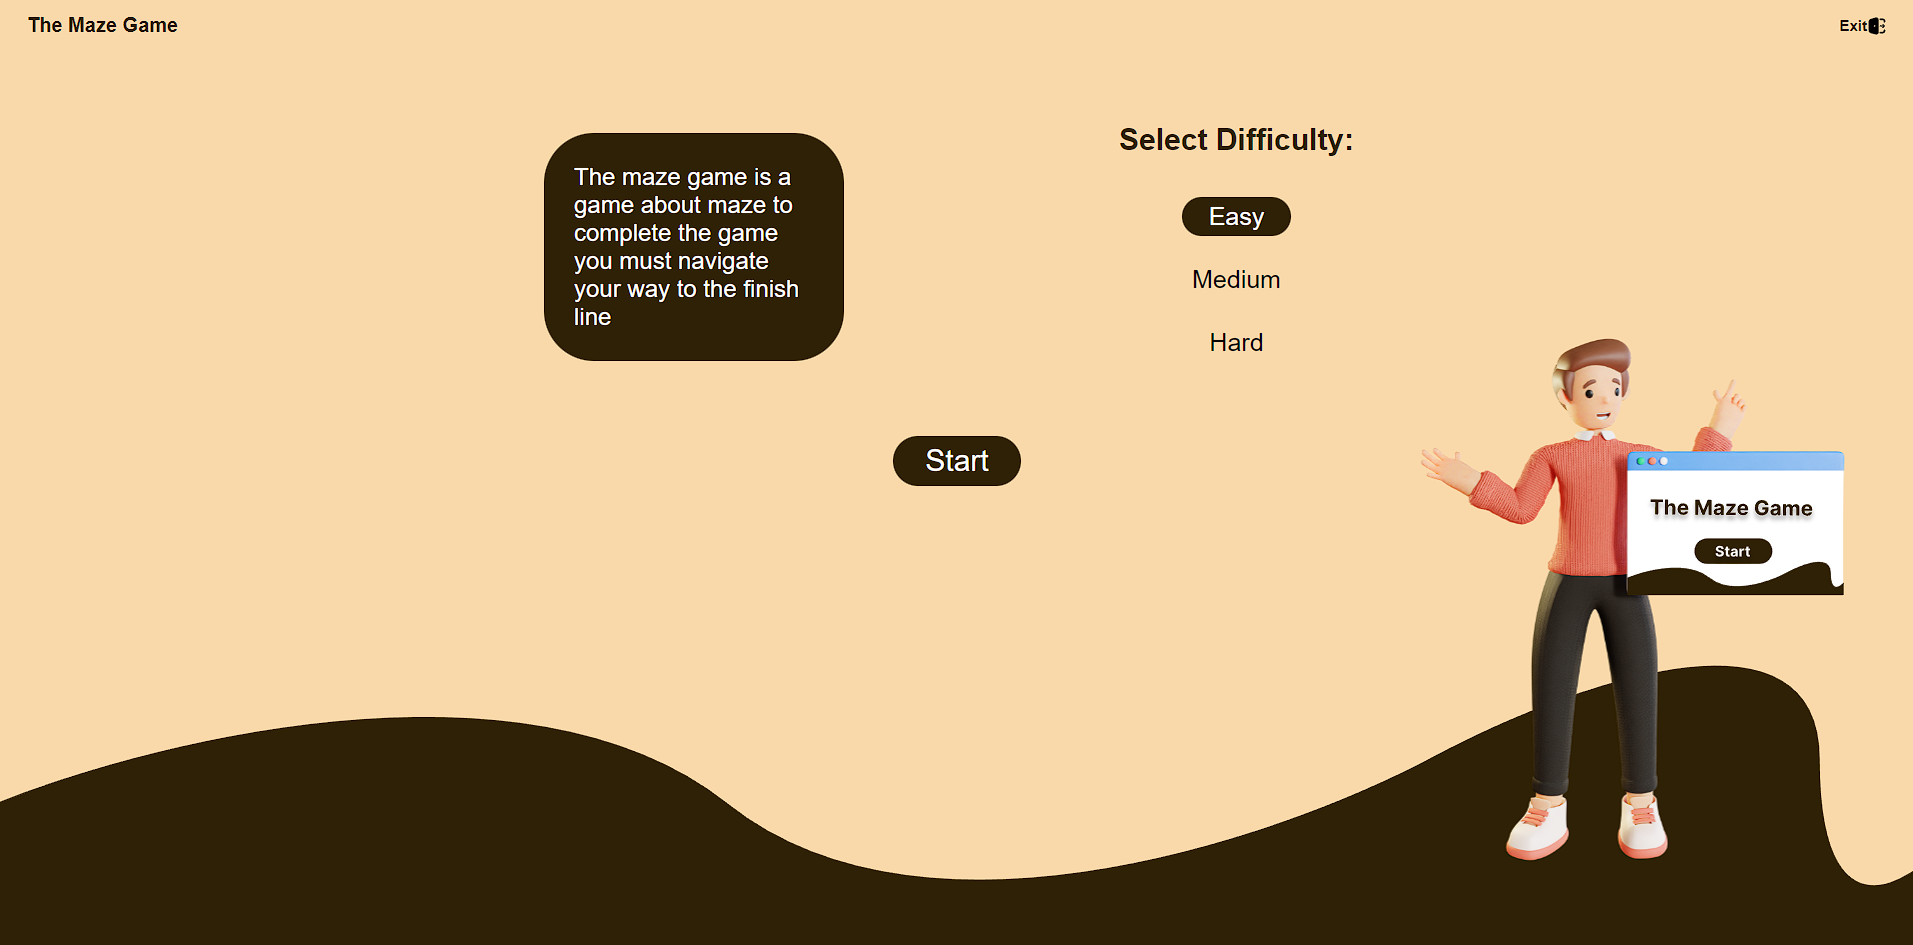 The Maze Game
Exit
The maze game is a
game about maze to
complete the game
you must navigate
your way to the finish
line
Select Difficulty:
Easy
Medium
Hard
Start
The Maze Game
Start